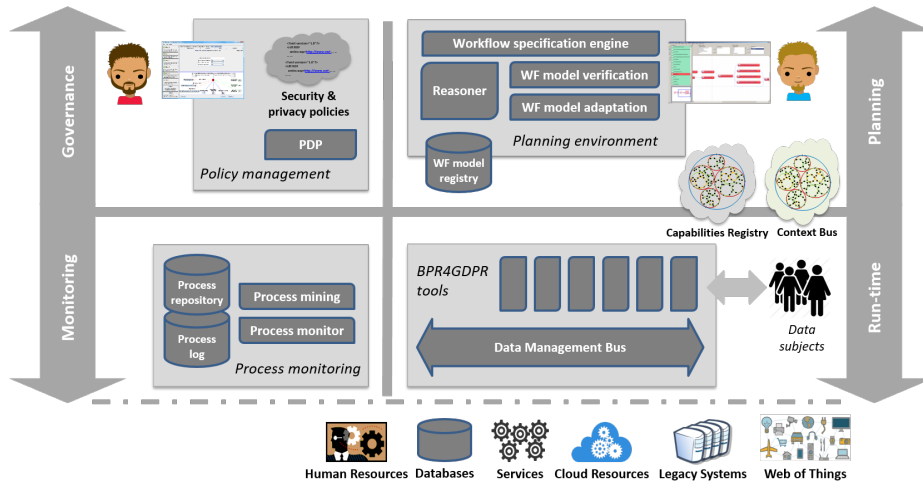 Governance
Monitoring
Planning
Run-time
Security &
privacy policies
PDP
Policy management
Workflow specification engine
Reasoner
WF model verification
WF model adaptation
Planning environment
WF model
registry
Capabilities Registry
Context Bus
Process
repository
Process mining
Process
log
Process monitor
Process monitoring
BPR4GDPR
tools
Data Management Bus
Data
subjects
Human Resources
Databases
Services
Cloud Resources
Legacy Systems
Web of Things